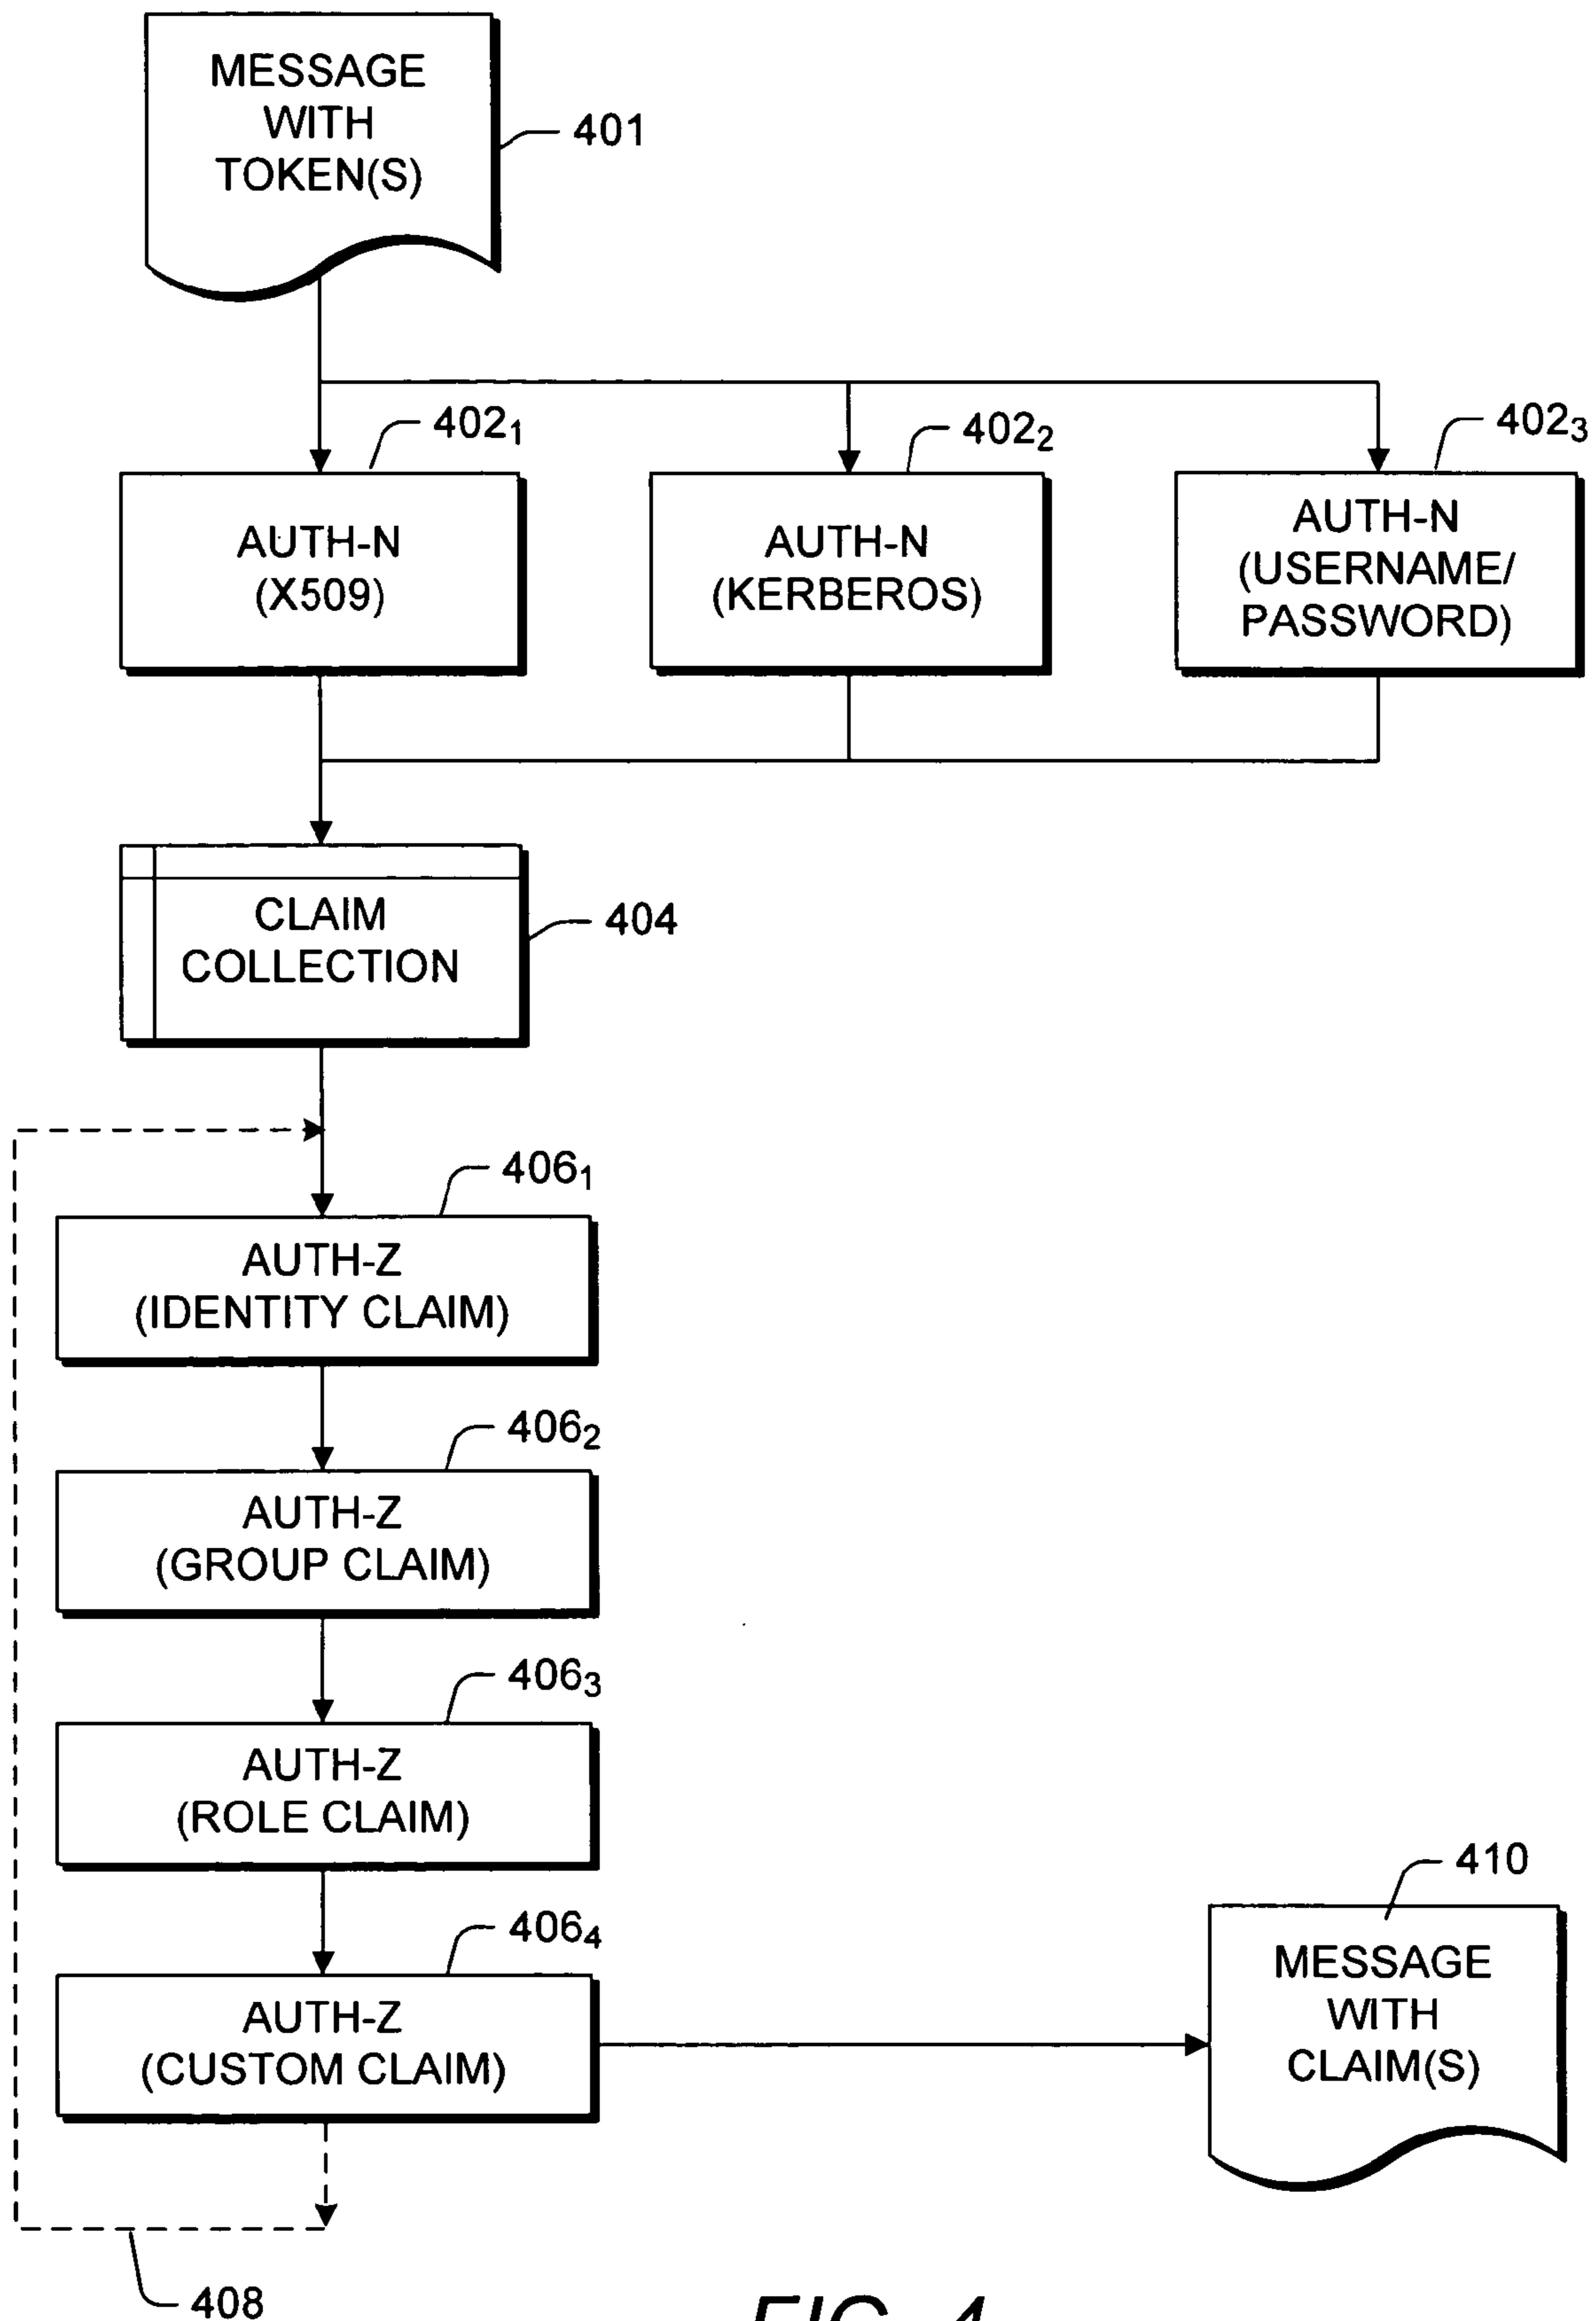 MESSAGE
WITH
TOKEN(S)
401
402₁
402₂
402₃
AUTH-N
(X509)
AUTH-N
(KERBEROS)
AUTH-N
(USERNAME/
PASSWORD)
CLAIM
COLLECTION
404
406₁
AUTH-Z
(IDENTITY CLAIM)
406₂
AUTH-Z
(GROUP CLAIM)
406₃
AUTH-Z
(ROLE CLAIM)
406₄
AUTH-Z
(CUSTOM CLAIM)
410
MESSAGE
WITH
CLAIM(S)
408
FIG. 4